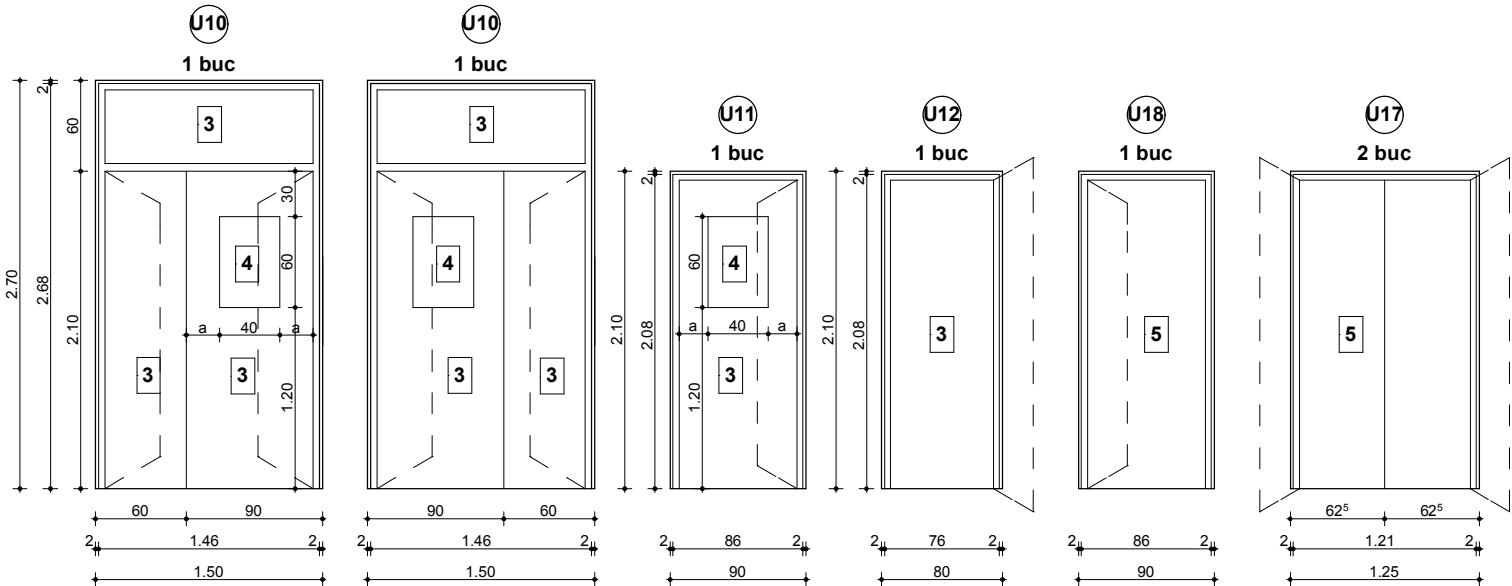 U10 U10
1 buc 1 buc
2
60
3 3
U11 U12 U18 U17
1 buc 1 buc 1 buc 2 buc
2 2
30
4 4 4
60 60
2.70 2.68 2.10 2.10 2.08 2.10 2.08
a 40 a a 40 a
3 5 5
3 3 3 3 3
1.20 1.20
60 90 90 60 62⁵ 62⁵
2 1.46 2 2 1.46 2 2 86 2 2 76 2 2 86 2 2 1.21 2
1.50 1.50 90 80 90 1.25